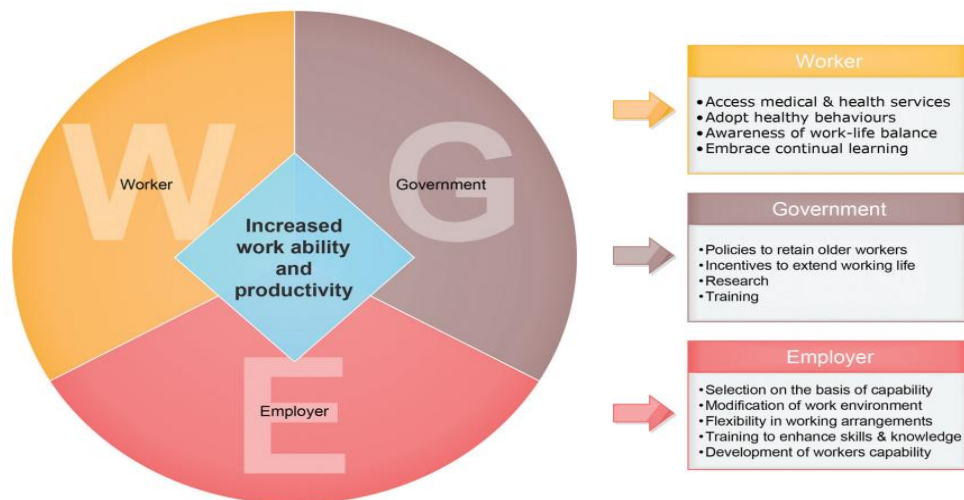 W
Worker
G
Government
Increased
work ability
and
productivity
E
Employer
Worker
• Access medical & health services
• Adopt healthy behaviours
• Awareness of work-life balance
• Embrace continual learning
Government
• Policies to retain older workers
• Incentives to extend working life
• Research
• Training
Employer
• Selection on the basis of capability
• Modification of work environment
• Flexibility in working arrangements
• Training to enhance skills & knowledge
• Development of workers capability